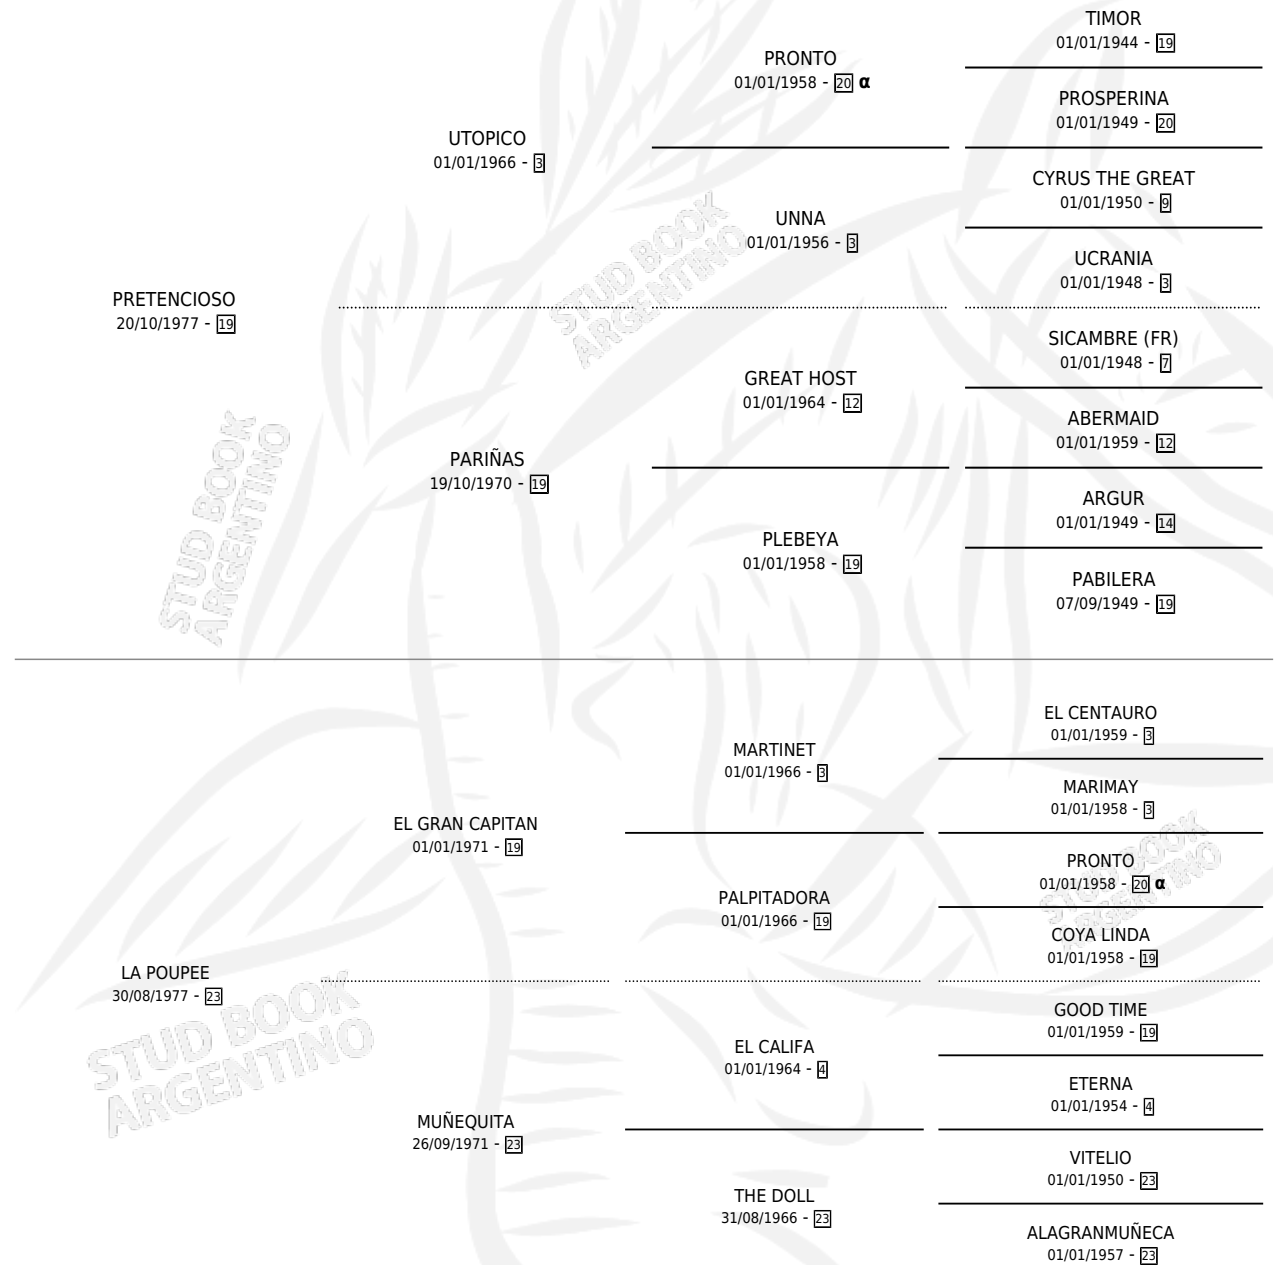 TIMOR
01/01/1944 - 19
PRONTO
01/01/1958 - 20 α
PROSPERINA
01/01/1949 - 20
UTOPICO
01/01/1966 - 3
CYRUS THE GREAT
01/01/1950 - 9
UNNA
01/01/1956 - 3
UCRANIA
01/01/1948 - 3
PRETENCIOSO
20/10/1977 - 19
SICAMBRE (FR)
01/01/1948 - 7
GREAT HOST
01/01/1964 - 12
ABERMAID
01/01/1959 - 12
PARIÑAS
19/10/1970 - 19
ARGUR
01/01/1949 - 14
PLEBEYA
01/01/1958 - 19
PABILERA
07/09/1949 - 19
EL CENTAURO
01/01/1959 - 3
MARTINET
01/01/1966 - 3
MARIMAY
01/01/1958 - 3
EL GRAN CAPITAN
01/01/1971 - 19
PRONTO
01/01/1958 - 20 α
PALPITADORA
01/01/1966 - 19
COYA LINDA
01/01/1958 - 19
LA POUPEE
30/08/1977 - 23
GOOD TIME
01/01/1959 - 19
EL CALIFA
01/01/1964 - 4
ETERNA
01/01/1954 - 4
MUÑEQUITA
26/09/1971 - 23
VITELIO
01/01/1950 - 23
THE DOLL
31/08/1966 - 23
ALAGRANMUÑECA
01/01/1957 - 23
STUD BOOK
ARGENTINO
STUD BOOK
ARGENTINO
STUD BOOK
ARGENTINO
STUD BOOK
ARGENTINO